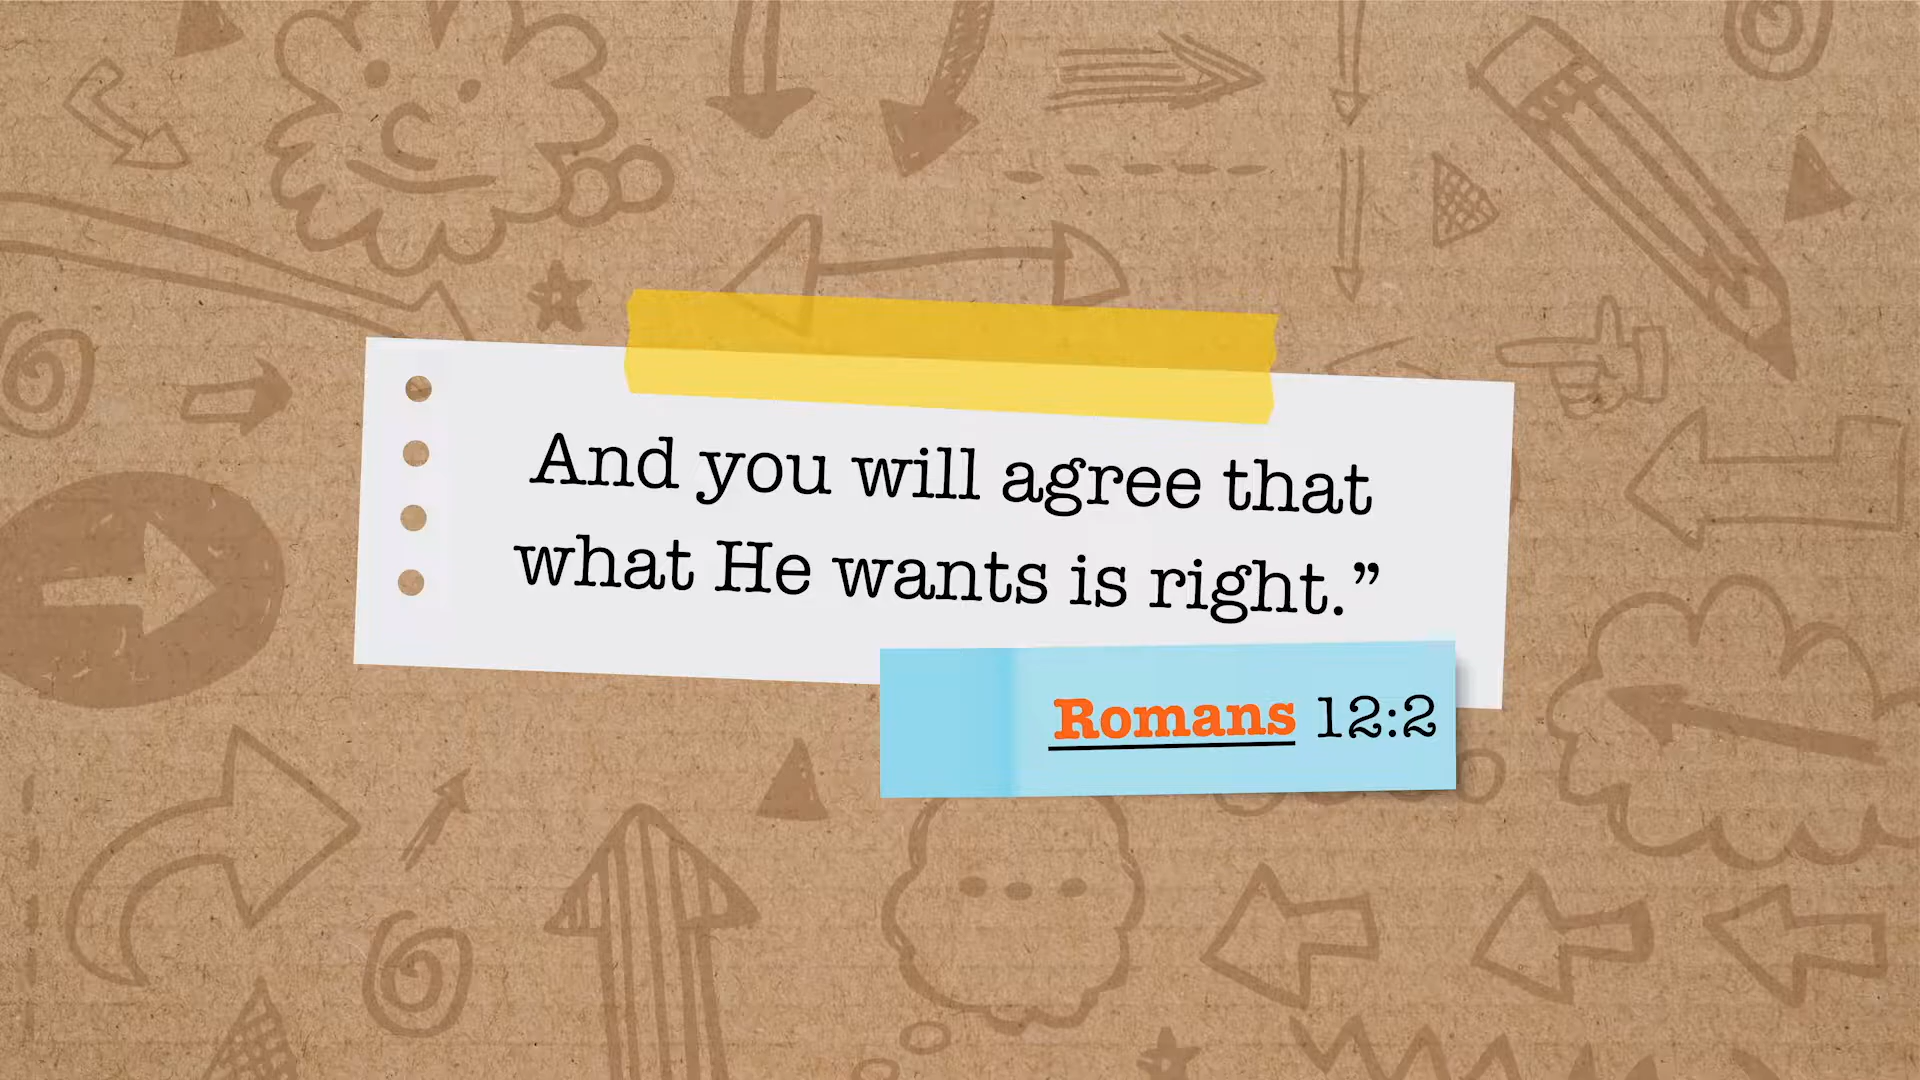 And you will agree that
what He wants is right.”
Romans 12:2